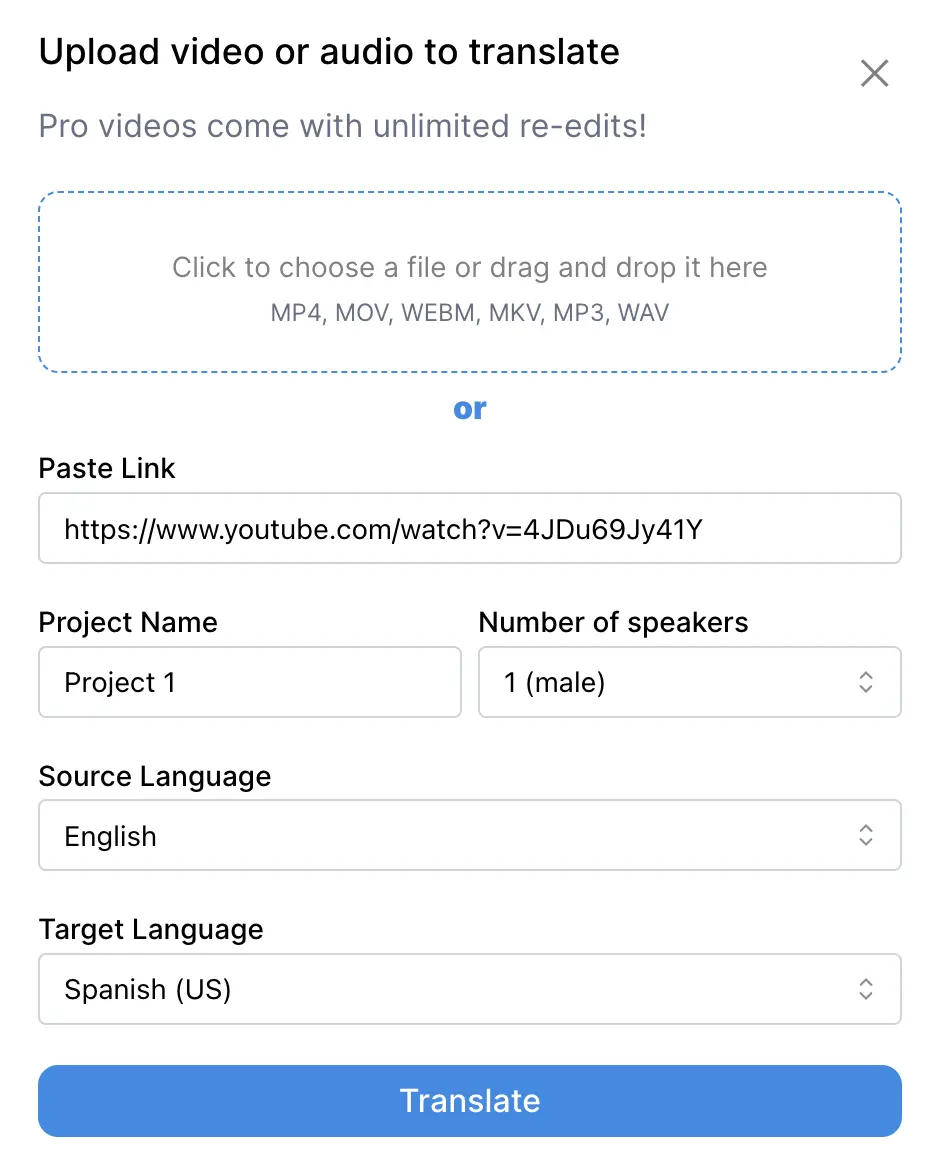 Upload video or audio to translate
Pro videos come with unlimited re-edits!
Click to choose a file or drag and drop it here
MP4, MOV, WEBM, MKV, MP3, WAV
or
Paste Link
https://www.youtube.com/watch?v=4JDu69Jy41Y
Project Name
Number of speakers
Project 1
1 (male)
Source Language
English
Target Language
Spanish (US)
Translate